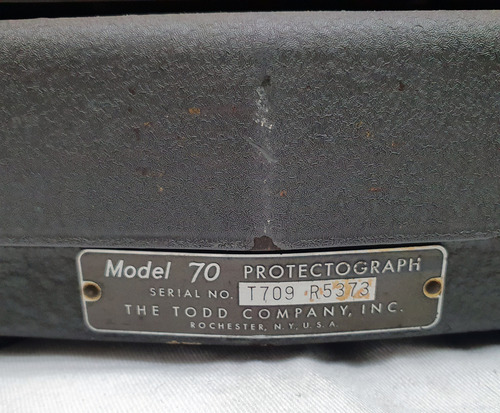 Model 70 PROTECTOGRAPH
SERIAL NO. T709 R5373
THE TODD COMPANY, INC.
ROCHESTER, N.Y. U.S.A.